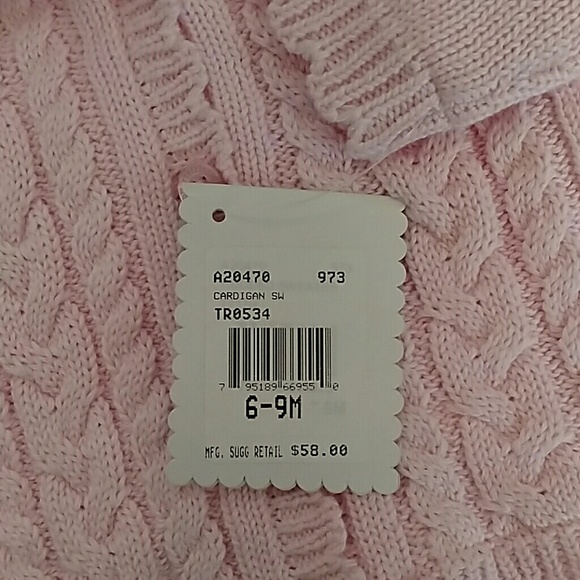 A20470 973
CARDIGAN SW
TR0534
7 95189 66955 0
6-9M
MFG. SUGG RETAIL $58.00